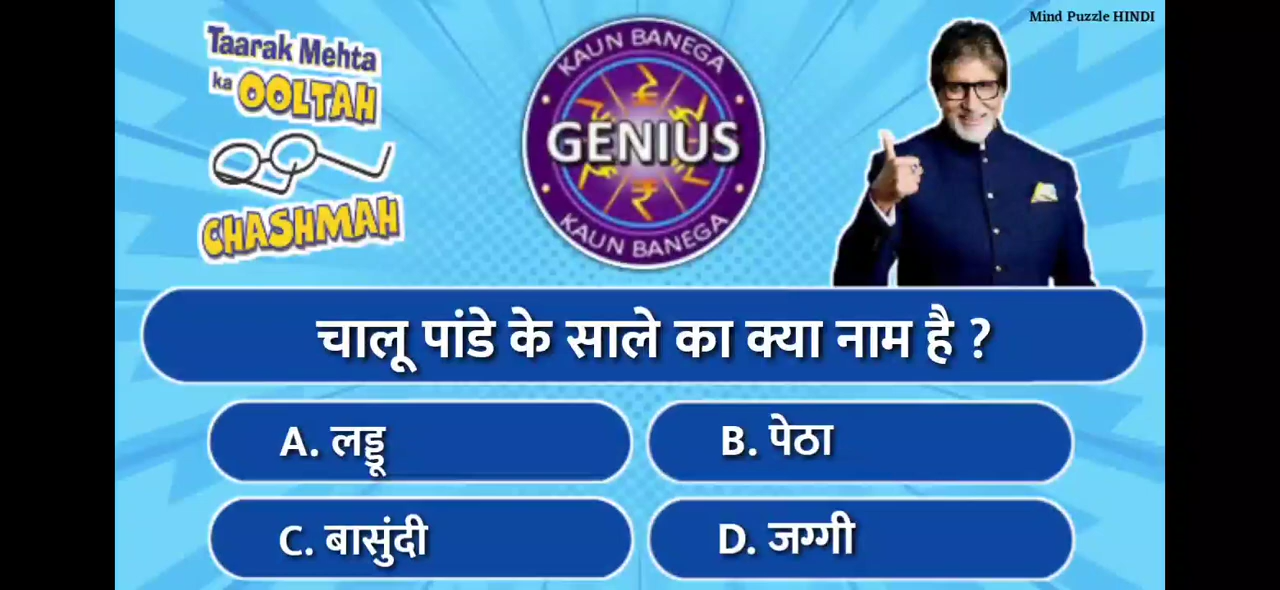 Mind Puzzle HINDI
Taarak Mehta
ka OOLTAH
CHASHMAH
KAUN BANEGA
GENIUS
KAUN BANEGA
चालू पांडे के साले का क्या नाम है ?
A. लड्डू
B. पेठा
C. बासुंदी
D. जग्गी